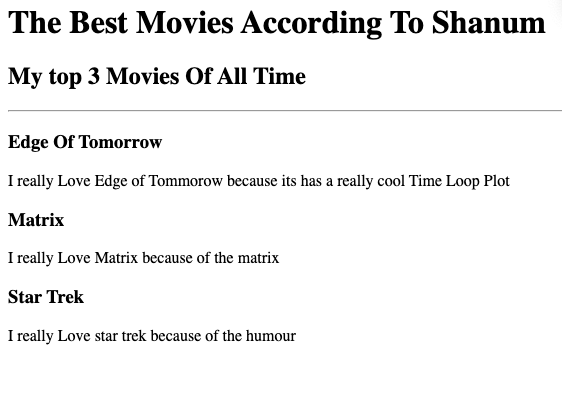 The Best Movies According To Shanum
My top 3 Movies Of All Time
Edge Of Tomorrow
I really Love Edge of Tommorow because its has a really cool Time Loop Plot
Matrix
I really Love Matrix because of the matrix
Star Trek
I really Love star trek because of the humour